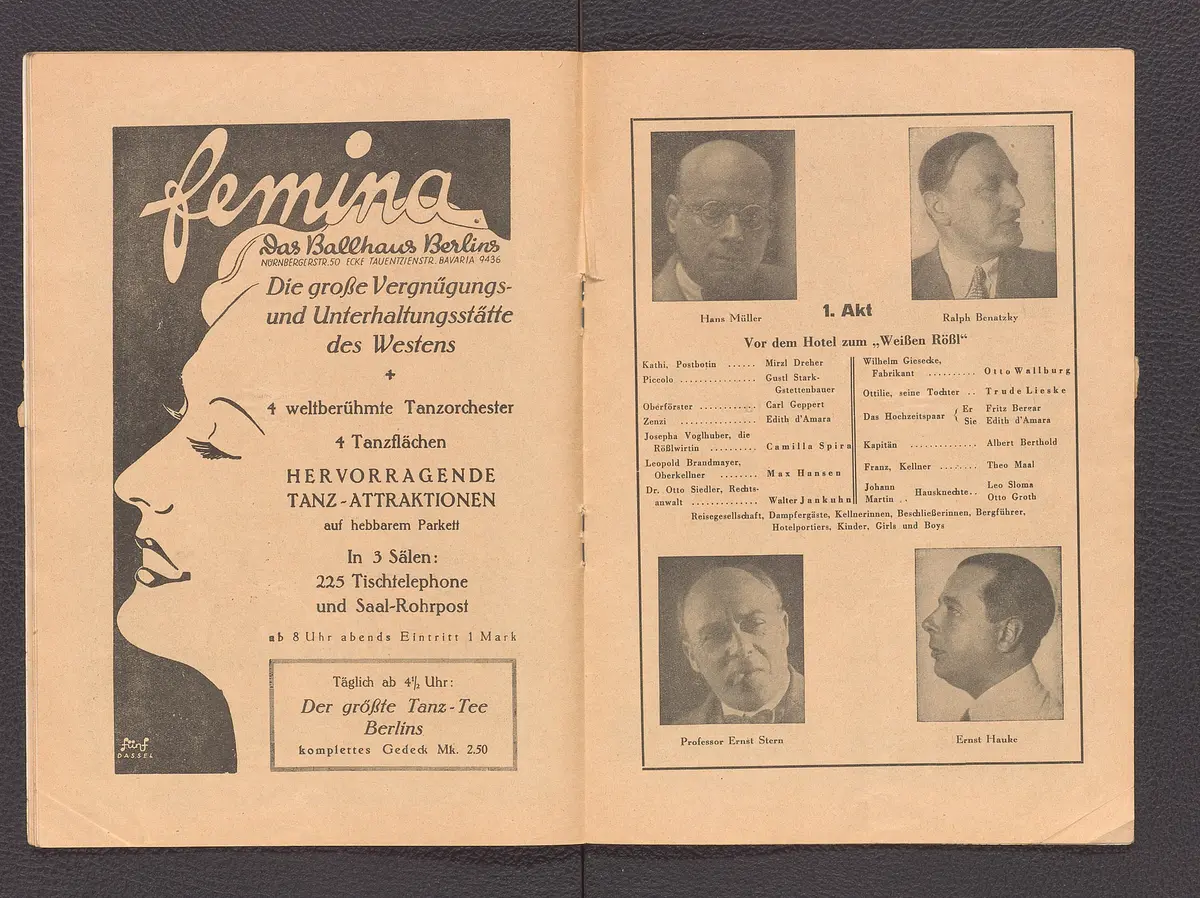 femina
Das Ballhaus Berlins
NÜRNBERGERSTR. 50 ECKE TAUENTZIENSTR. BAVARIA 9436
Die große Vergnügungs-
und Unterhaltungsstätte
des Westens
+
4 weltberühmte Tanzorchester
4 Tanzflächen
HERVORRAGENDE
TANZ-ATTRAKTIONEN
auf hebbarem Parkett
In 3 Sälen:
225 Tischtelephone
und Saal-Rohrpost
ab 8 Uhr abends Eintritt 1 Mark
Täglich ab 4½ Uhr:
Der größte Tanz-Tee
Berlins
komplettes Gedeck Mk. 2.50
fünf
DASSEL
Hans Müller
1. Akt
Ralph Benatzky
Vor dem Hotel zum „Weißen Rößl“
Kathi, Postbotin ...... Mirzl Dreher
Piccolo ............... Gustl Stark-
Gstettenbauer
Oberförster ........... Carl Geppert
Zenzi ................ Edith d'Amara
Josepha Voglhuber, die
Rößlwirtin .......... Camilla Spira
Leopold Brandmayer,
Oberkellner ........ Max Hansen
Dr. Otto Siedler, Rechts-
anwalt .............. Walter Jankuhn
Wilhelm Giesecke,
Fabrikant .......... Otto Wallburg
Ottilie, seine Tochter .. Trude Lieske
Das Hochzeitspaar { Er Fritz Berear
Sie Edith d'Amara
Kapitän .............. Albert Berthold
Franz, Kellner ........ Theo Maal
Johann Leo Sloma
Hausknechte..
Martin .. Otto Groth
Reisegesellschaft, Dampfergäste, Kellnerinnen, Beschließerinnen, Bergführer,
Hotelportiers, Kinder, Girls und Boys
Professor Ernst Stern
Ernst Hauke